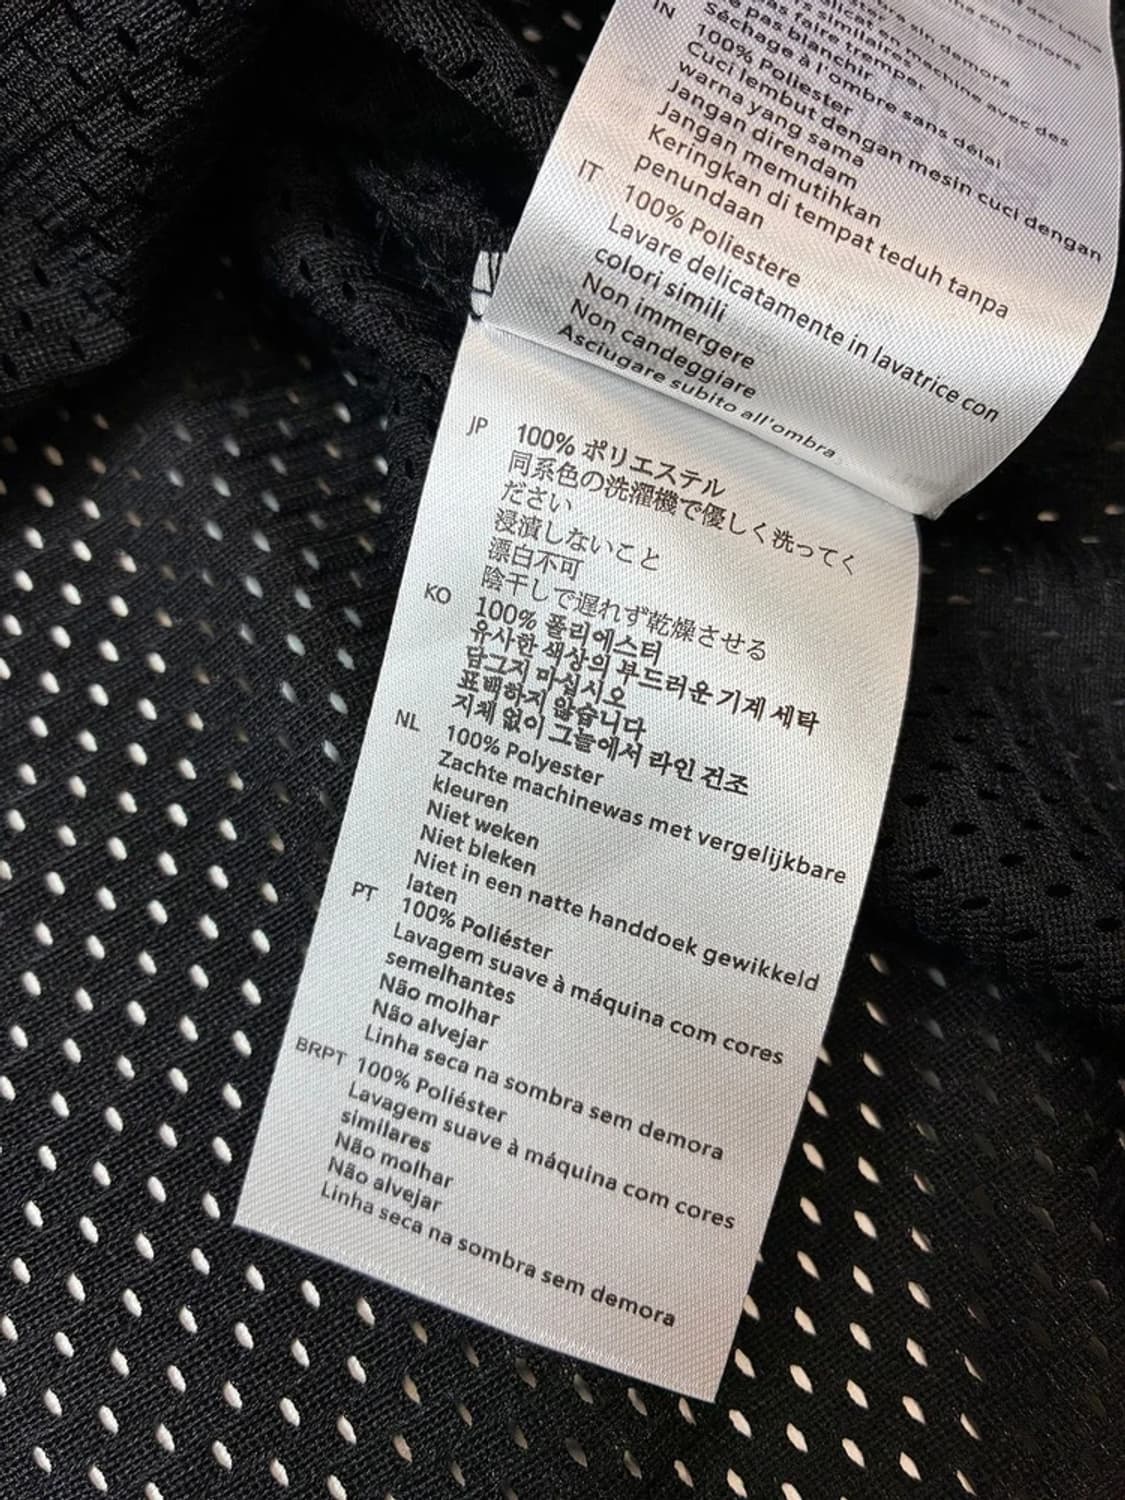 sin demora
Séchage à l'ombre sans délai
IN 100% Poliester
Cuci lembut dengan mesin cuci dengan
warna yang sama
Jangan direndam
Jangan memutihkan
Keringkan di tempat teduh tanpa
penundaan
IT 100% Poliestere
Lavare delicatamente in lavatrice con
colori simili
Non immergere
Non candeggiare
Asciugare subito all'ombra.
JP 100% ポリエステル
同系色の洗濯機で優しく洗ってく
ださい
浸漬しないこと
漂白不可
陰干しで遅れず乾燥させる
KO 100% 폴리에스터
유사한 색상의 부드러운 기계 세탁
담그지 마십시오
표백하지 않습니다
지체 없이 그늘에서 라인 건조
NL 100% Polyester
Zachte machinewas met vergelijkbare
kleuren
Niet weken
Niet bleken
Niet in een natte handdoek gewikkeld
laten
PT 100% Poliéster
Lavagem suave à máquina com cores
semelhantes
Não molhar
Não alvejar
Linha seca na sombra sem demora
BRPT 100% Poliéster
Lavagem suave à máquina com cores
similares
Não molhar
Não alvejar
Linha seca na sombra sem demora